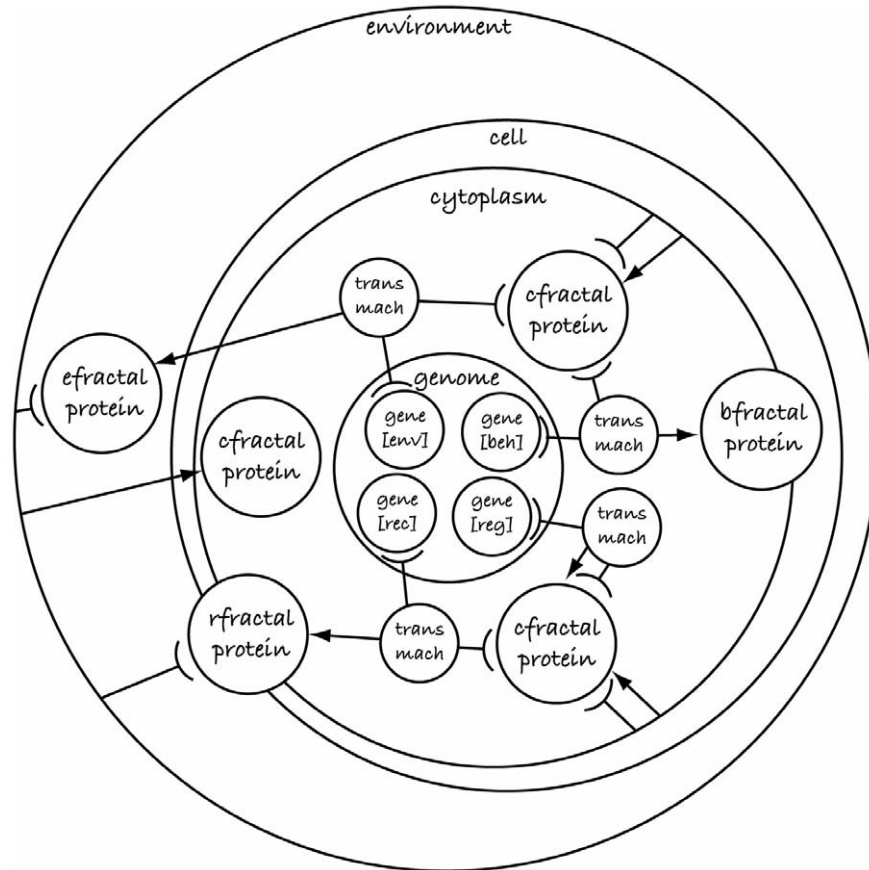 environment
cell
cytoplasm
trans
mach
cfractal
protein
efractal
protein
genome
cfractal
protein
gene
[env]
gene
[beh]
trans
mach
bfractal
protein
gene
[rec]
gene
[reg]
trans
mach
rfractal
protein
trans
mach
cfractal
protein